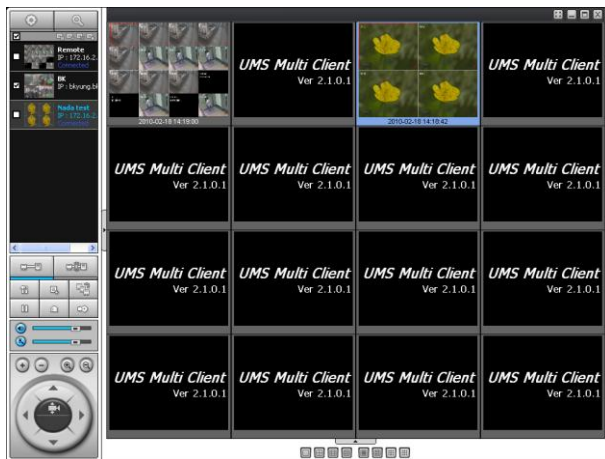 Remote
IP : 172.16.2.
Connected
BK
IP : bkyung.bl
Nada test
IP : 172.16.2.
Connected
UMS Multi Client
Ver 2.1.0.1
UMS Multi Client
Ver 2.1.0.1
2010-02-18 14:19:00
2010-02-18 14:18:42
UMS Multi Client
Ver 2.1.0.1
UMS Multi Client
Ver 2.1.0.1
UMS Multi Client
Ver 2.1.0.1
UMS Multi Client
Ver 2.1.0.1
UMS Multi Client
Ver 2.1.0.1
UMS Multi Client
Ver 2.1.0.1
UMS Multi Client
Ver 2.1.0.1
UMS Multi Client
Ver 2.1.0.1
UMS Multi Client
Ver 2.1.0.1
UMS Multi Client
Ver 2.1.0.1
UMS Multi Client
Ver 2.1.0.1
UMS Multi Client
Ver 2.1.0.1